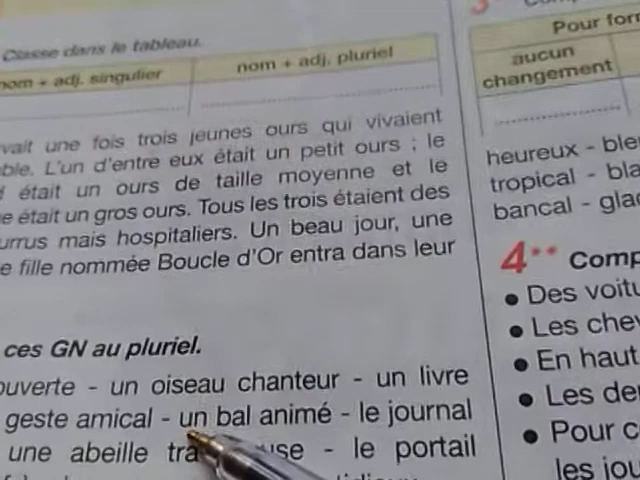 Classe dans le tableau.
nom + adj. singulier
nom + adj. pluriel
vait une fois trois jeunes ours qui vivaient
ble. L'un d'entre eux était un petit ours ; le
était un ours de taille moyenne et le
e était un gros ours. Tous les trois étaient des
urrus mais hospitaliers. Un beau jour, une
e fille nommée Boucle d'Or entra dans leur
ces GN au pluriel.
ouverte - un oiseau chanteur - un livre
geste amical - un bal animé - le journal
une abeille tra use - le portail
3
Pour for
aucun
changement
heureux - ble
tropical - bla
bancal - gla
4** Comp
• Des voitu
• Les che
• En haut
• Les de
• Pour c
les jou